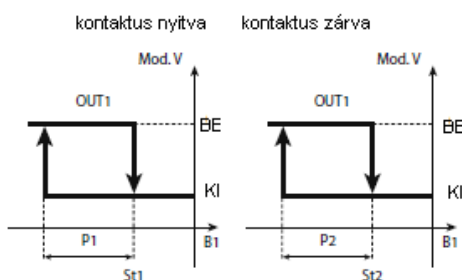 kontaktus nyitva kontaktus zárva
Mod. V Mod. V
OUT1 OUT1
BE BE
KI KI
P1 B1 P2 B1
St1 St2